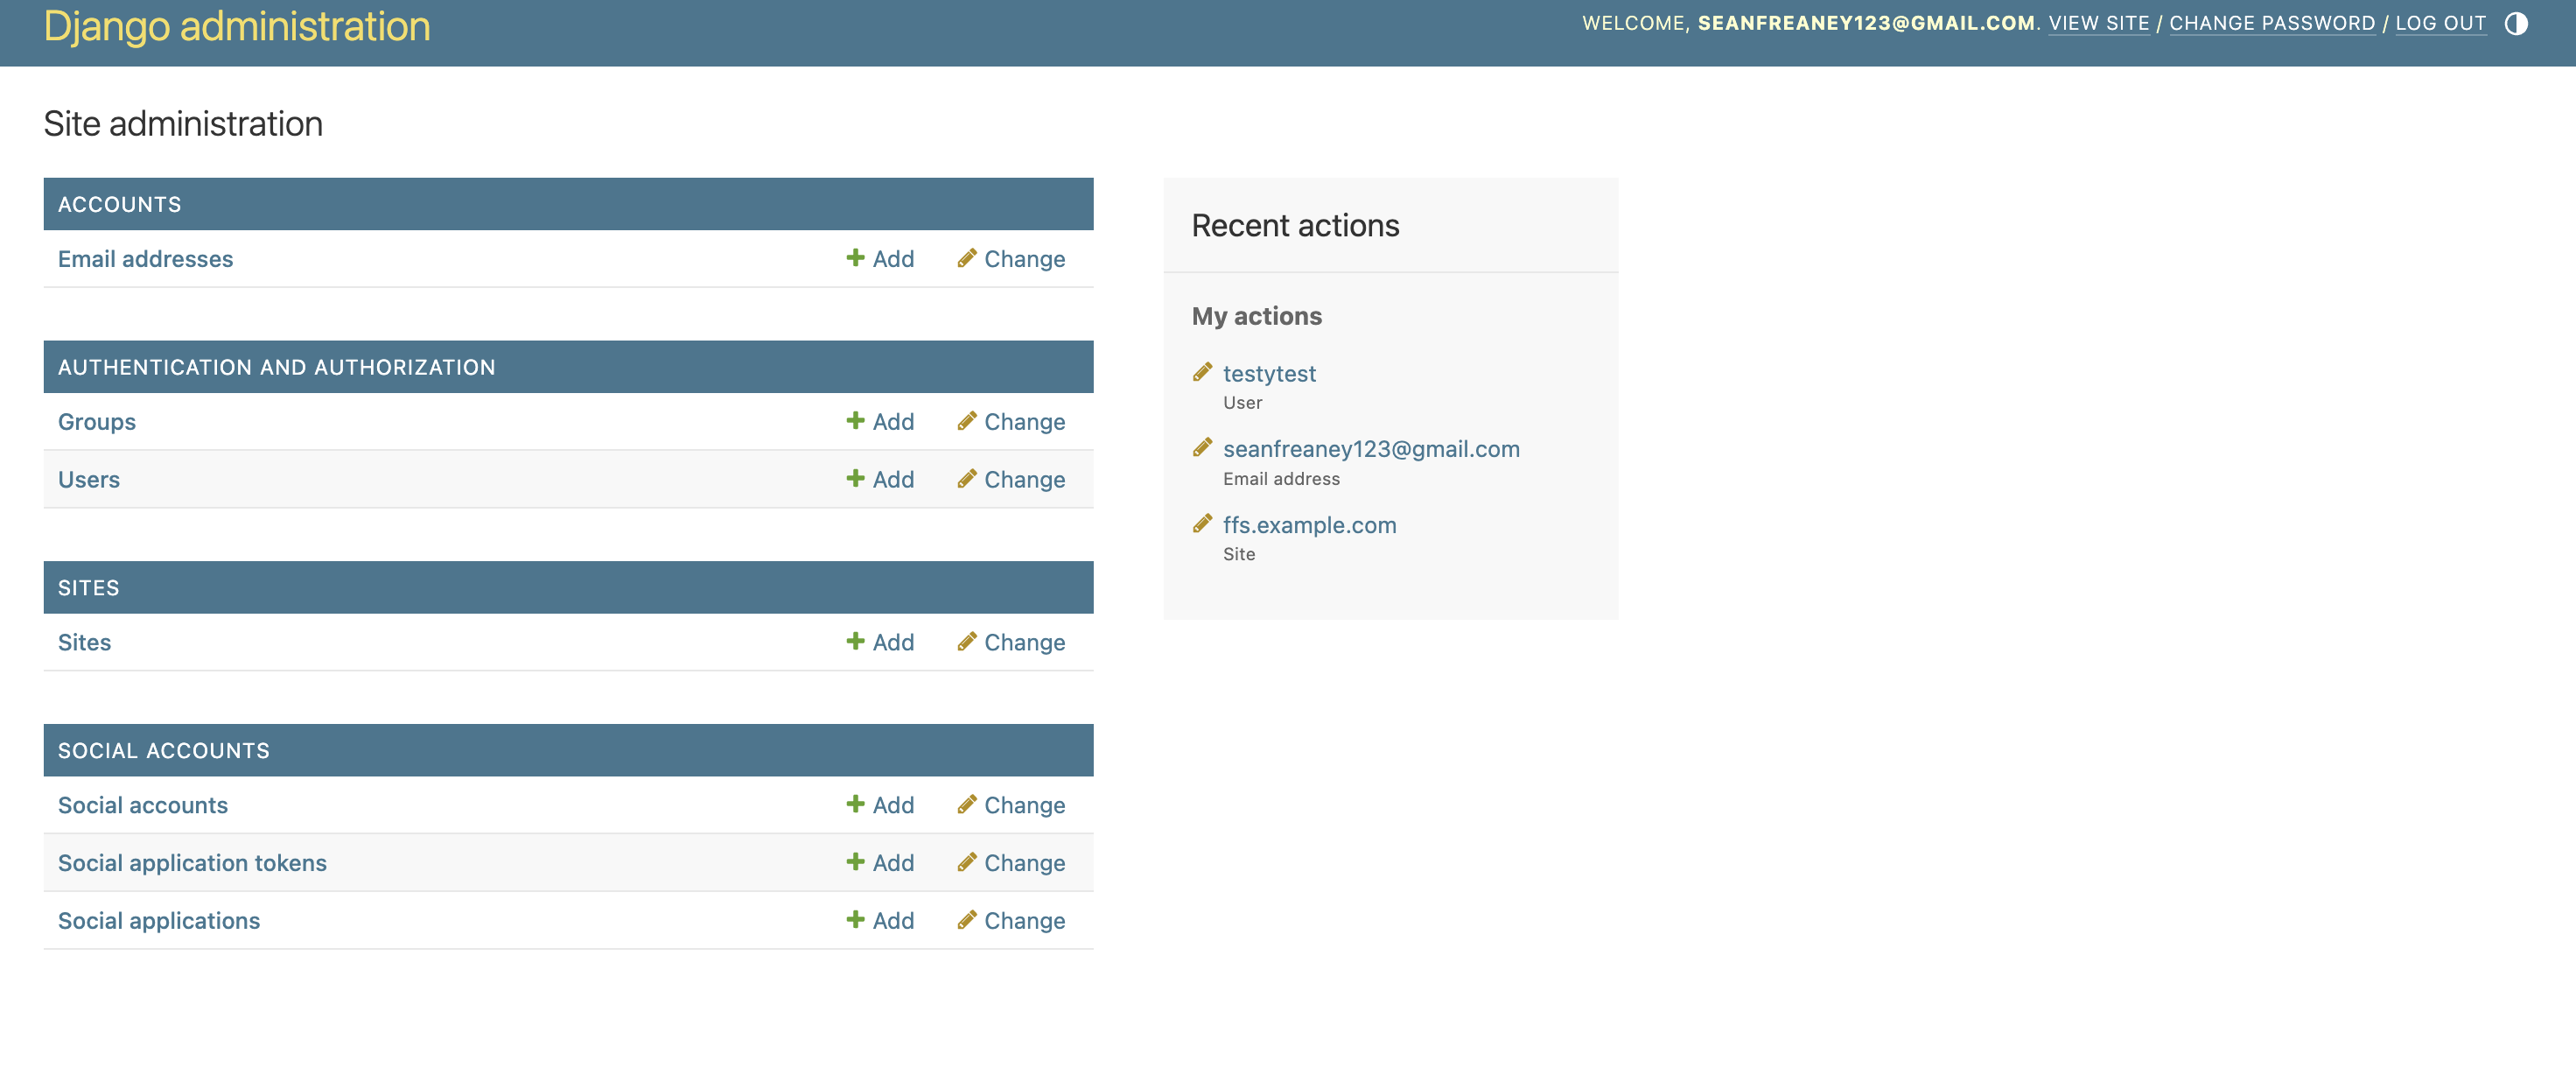 Django administration
WELCOME, SEANFREANEY123@GMAIL.COM. VIEW SITE / CHANGE PASSWORD / LOG OUT
Site administration
ACCOUNTS
Email addresses Add Change
AUTHENTICATION AND AUTHORIZATION
Groups Add Change
Users Add Change
SITES
Sites Add Change
SOCIAL ACCOUNTS
Social accounts Add Change
Social application tokens Add Change
Social applications Add Change
Recent actions
My actions
testytest
User
seanfreaney123@gmail.com
Email address
ffs.example.com
Site